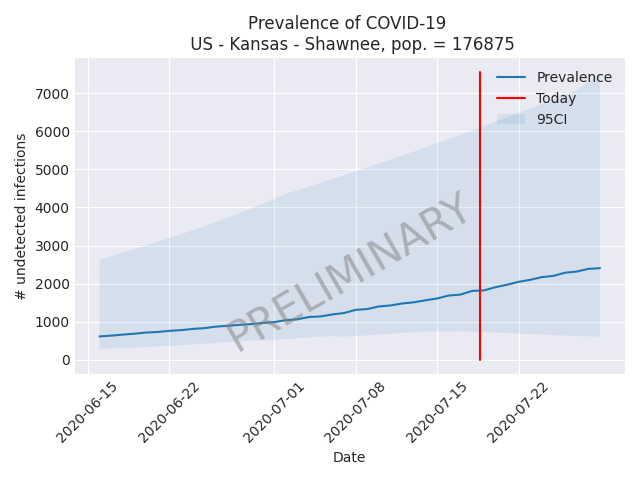 Prevalence of COVID-19
US - Kansas - Shawnee, pop. = 176875
Prevalence
Today
95CI
7000
6000
5000
4000
3000
2000
1000
0
# undetected infections
PRELIMINARY
2020-06-15
2020-06-22
2020-07-01
2020-07-08
2020-07-15
2020-07-22
Date